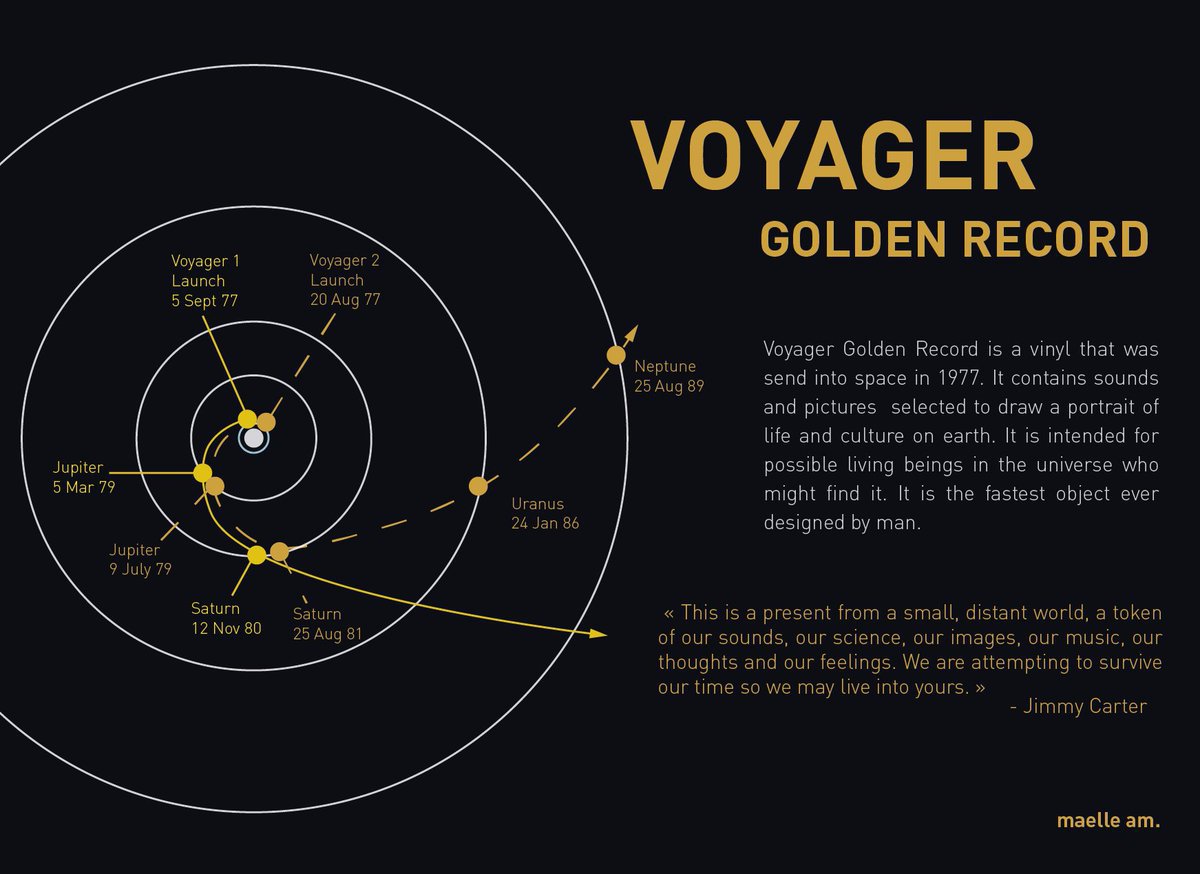 VOYAGER
GOLDEN RECORD
Voyager 1
Launch
5 Sept 77
Voyager 2
Launch
20 Aug 77
Neptune
25 Aug 89
Jupiter
5 Mar 79
Uranus
24 Jan 86
Jupiter
9 July 79
Saturn
12 Nov 80
Saturn
25 Aug 81
Voyager Golden Record is a vinyl that was
send into space in 1977. It contains sounds
and pictures  selected to draw a portrait of
life and culture on earth. It is intended for
possible living beings in the universe who
might find it. It is the fastest object ever
designed by man.
« This is a present from a small, distant world, a token
of our sounds, our science, our images, our music, our
thoughts and our feelings. We are attempting to survive
our time so we may live into yours. »
- Jimmy Carter
maelle am.